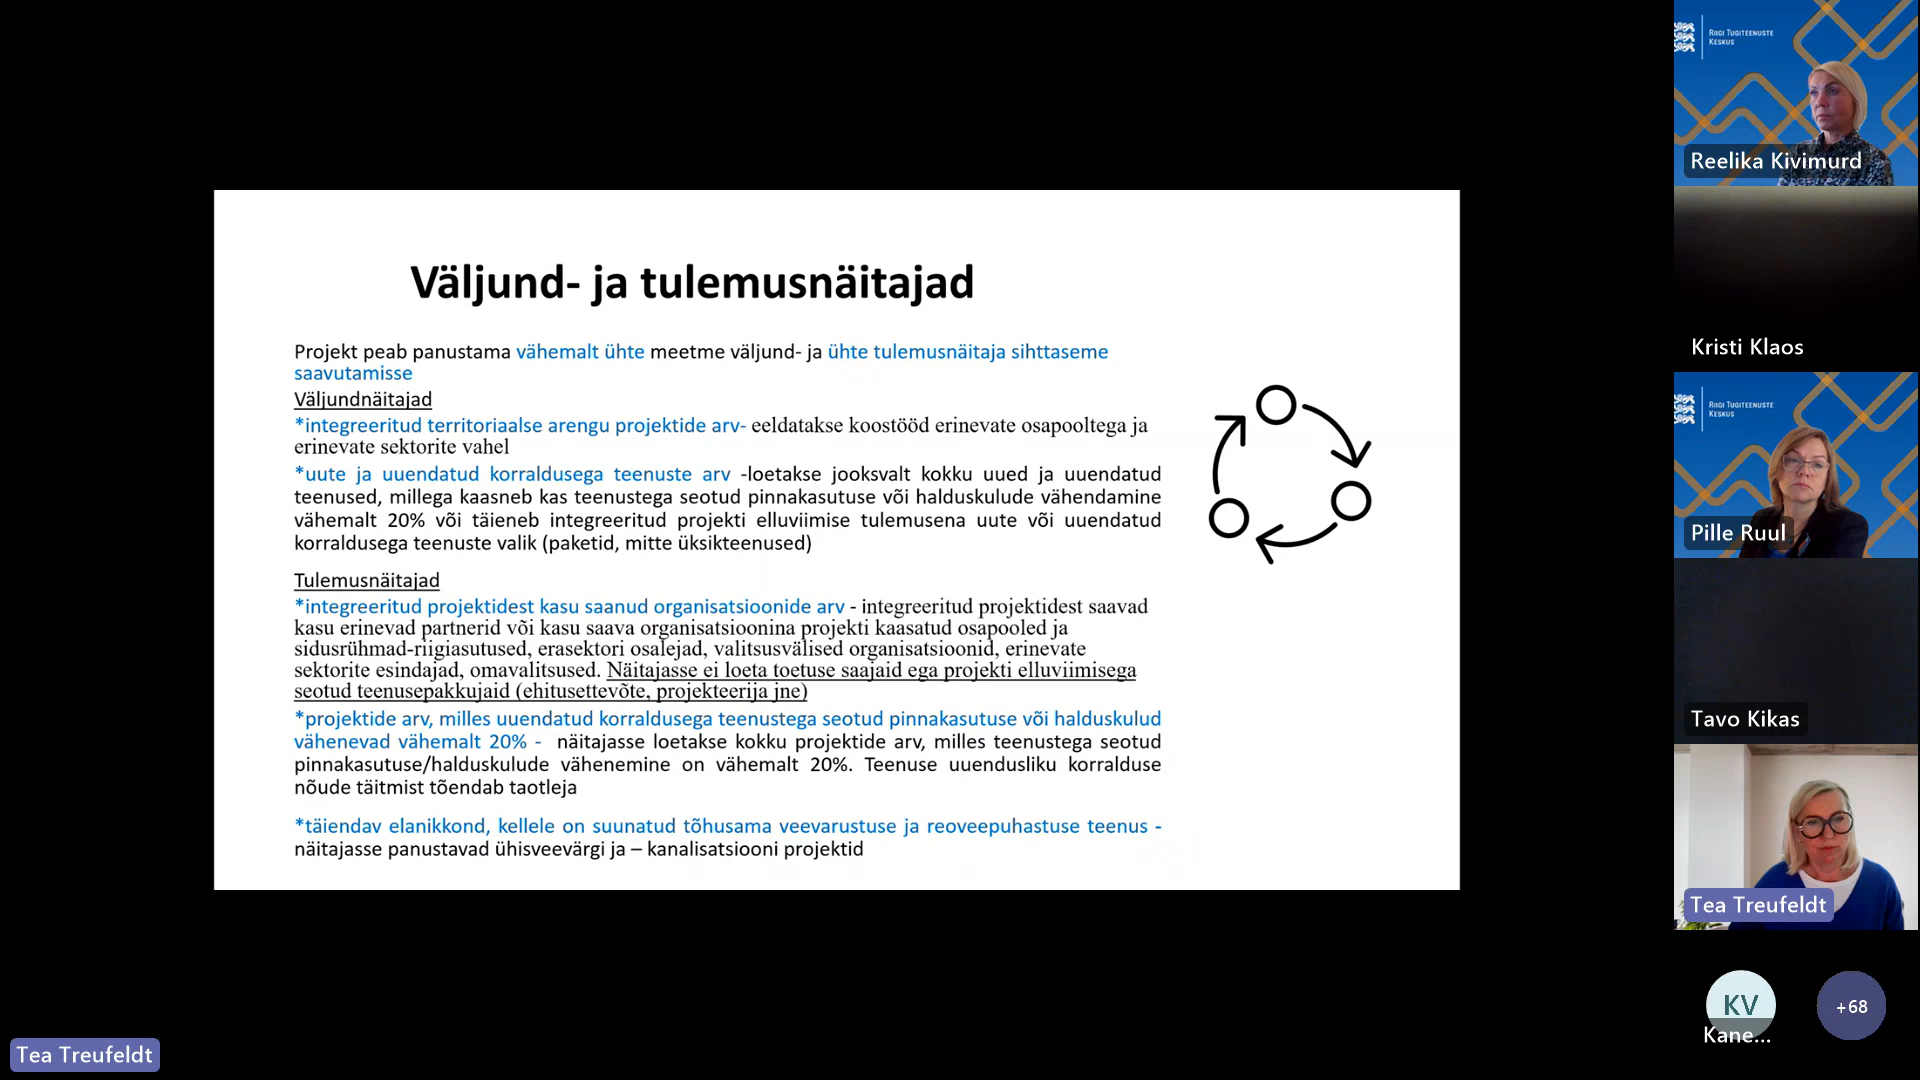 Väljund- ja tulemusnäitajad
Projekt peab panustama vähemalt ühte meetme väljund- ja ühte tulemusnäitaja sihttaseme
saavutamisse
Väljundnäitajad
*integreeritud territoriaalse arengu projektide arv- eeldatakse koostööd erinevate osapooltega ja
erinevate sektorite vahel
*uute ja uuendatud korraldusega teenuste arv -loetakse jooksvalt kokku uued ja uuendatud
teenused, millega kaasneb kas teenustega seotud pinnakasutuse või halduskulude vähendamine
vähemalt 20% või täieneb integreeritud projekti elluviimise tulemusena uute või uuendatud
korraldusega teenuste valik (paketid, mitte üksikteenused)
Tulemusnäitajad
*integreeritud projektidest kasu saanud organisatsioonide arv - integreeritud projektidest saavad
kasu erinevad partnerid või kasu saava organisatsioonina projekti kaasatud osapooled ja
sidusrühmad-riigiasutused, erasektori osalejad, valitsusvälised organisatsioonid, erinevate
sektorite esindajad, omavalitsused. Näitajasse ei loeta toetuse saajaid ega projekti elluviimisega
seotud teenusepakkujaid (ehitusettevõte, projekteerija jne)
*projektide arv, milles uuendatud korraldusega teenustega seotud pinnakasutuse või halduskulud
vähenevad vähemalt 20% - näitajasse loetakse kokku projektide arv, milles teenustega seotud
pinnakasutuse/halduskulude vähenemine on vähemalt 20%. Teenuse uuendusliku korralduse
nõude täitmist tõendab taotleja
*täiendav elanikkond, kellele on suunatud tõhusama veevarustuse ja reoveepuhastuse teenus -
näitajasse panustavad ühisveevärgi ja – kanalisatsiooni projektid
RIIGI TUGITEENUSTE
KESKUS
Reelika Kivimurd
Kristi Klaos
RIIGI TUGITEENUSTE
KESKUS
Pille Ruul
Tavo Kikas
Tea Treufeldt
KV
Kane...
+68
Tea Treufeldt